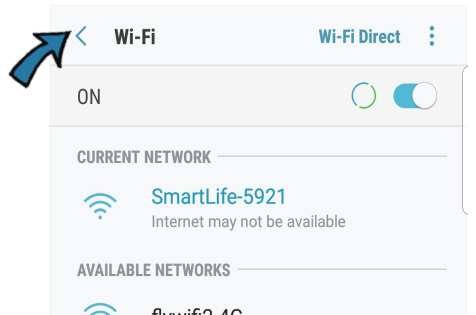 Wi-Fi Wi-Fi Direct
ON
CURRENT NETWORK
SmartLife-5921
Internet may not be available
AVAILABLE NETWORKS